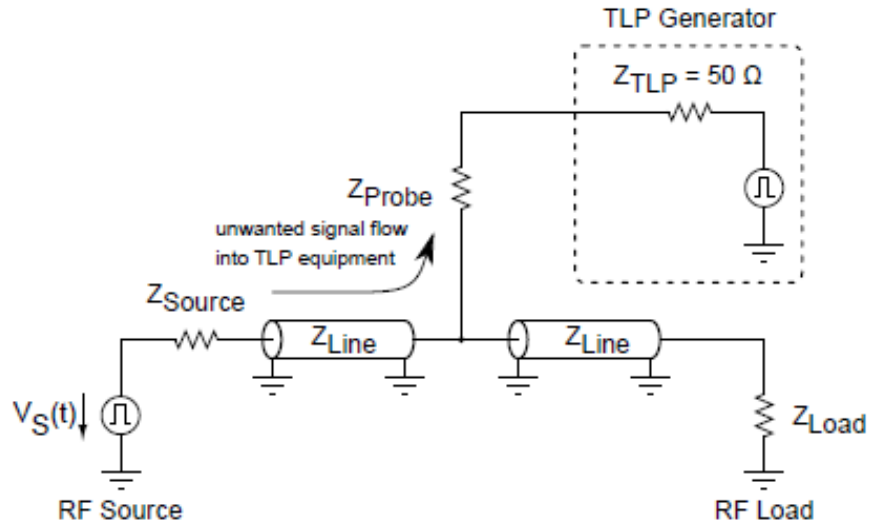 TLP Generator
ZTLP = 50 Ω
ZProbe
unwanted signal flow
into TLP equipment
ZSource
ZLine
ZLine
VS(t)
ZLoad
RF Source
RF Load